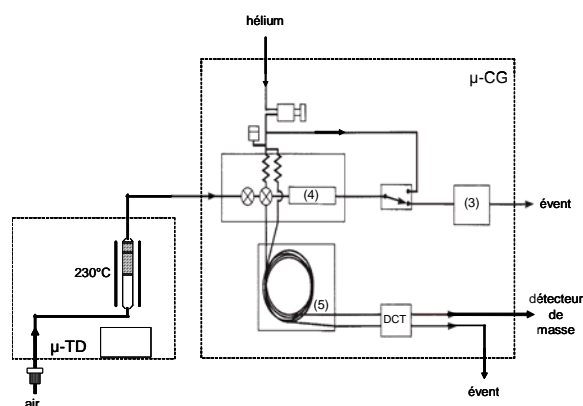 hélium
µ-CG
(4)
(3)
évent
230°C
(5)
DCT
détecteur
de
masse
µ-TD
évent
air